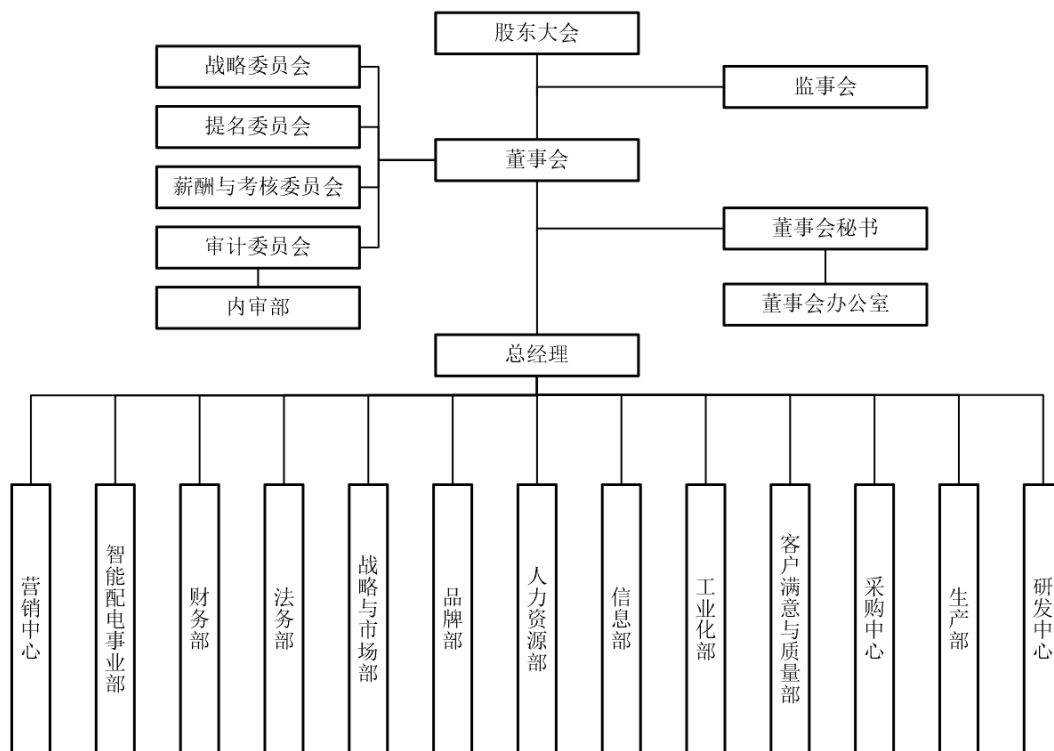 股东大会
战略委员会
监事会
提名委员会
董事会
薪酬与考核委员会
董事会秘书
审计委员会
内审部
董事会办公室
总经理
营销中心
智能配电事业部
财务部
法务部
战略与市场部
品牌部
人力资源部
信息部
工业化部
客户满意与质量部
采购中心
生产部
研发中心